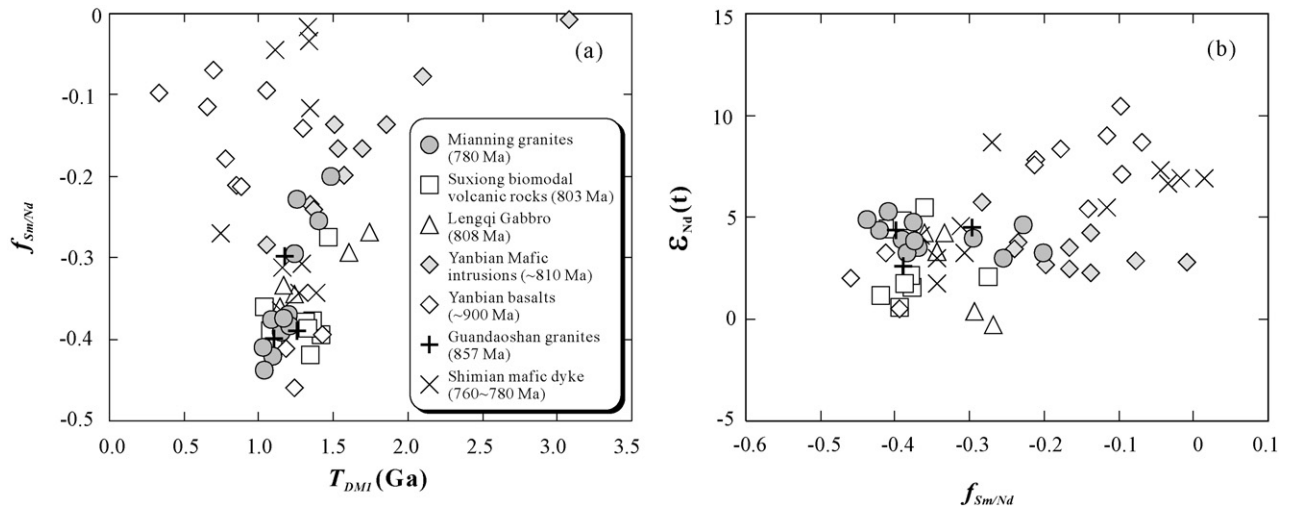 0
-0.1
-0.2
-0.3
-0.4
-0.5
f Sm/Nd
0.0 0.5 1.0 1.5 2.0 2.5 3.0 3.5
T DM1 (Ga)
(a)
Mianning granites
(780 Ma)
Suxiong biomodal
volcanic rocks (803 Ma)
Lengqi Gabbro
(808 Ma)
Yanbian Mafic
intrusions (~810 Ma)
Yanbian basalts
(~900 Ma)
Guandaoshan granites
(857 Ma)
Shimian mafic dyke
(760~780 Ma)
15
10
5
0
-5
ε Nd (t)
(b)
-0.6 -0.5 -0.4 -0.3 -0.2 -0.1 0 0.1
f Sm/Nd